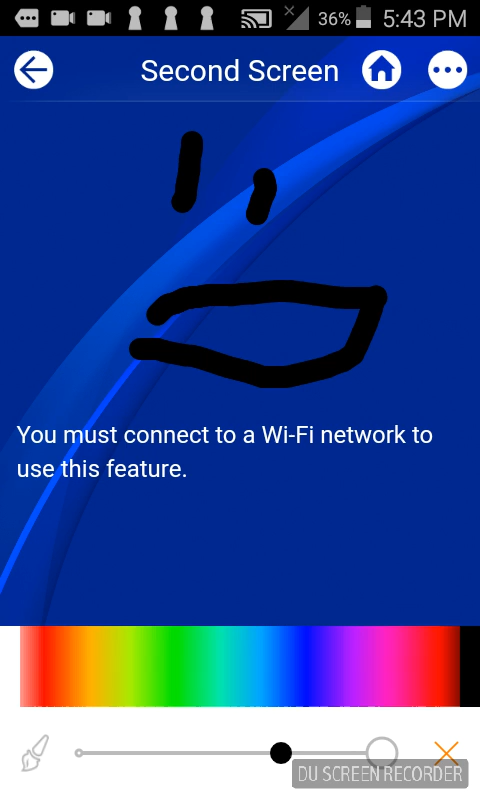 36% 5:43 PM
Second Screen
You must connect to a Wi-Fi network to
use this feature.
DU SCREEN RECORDER